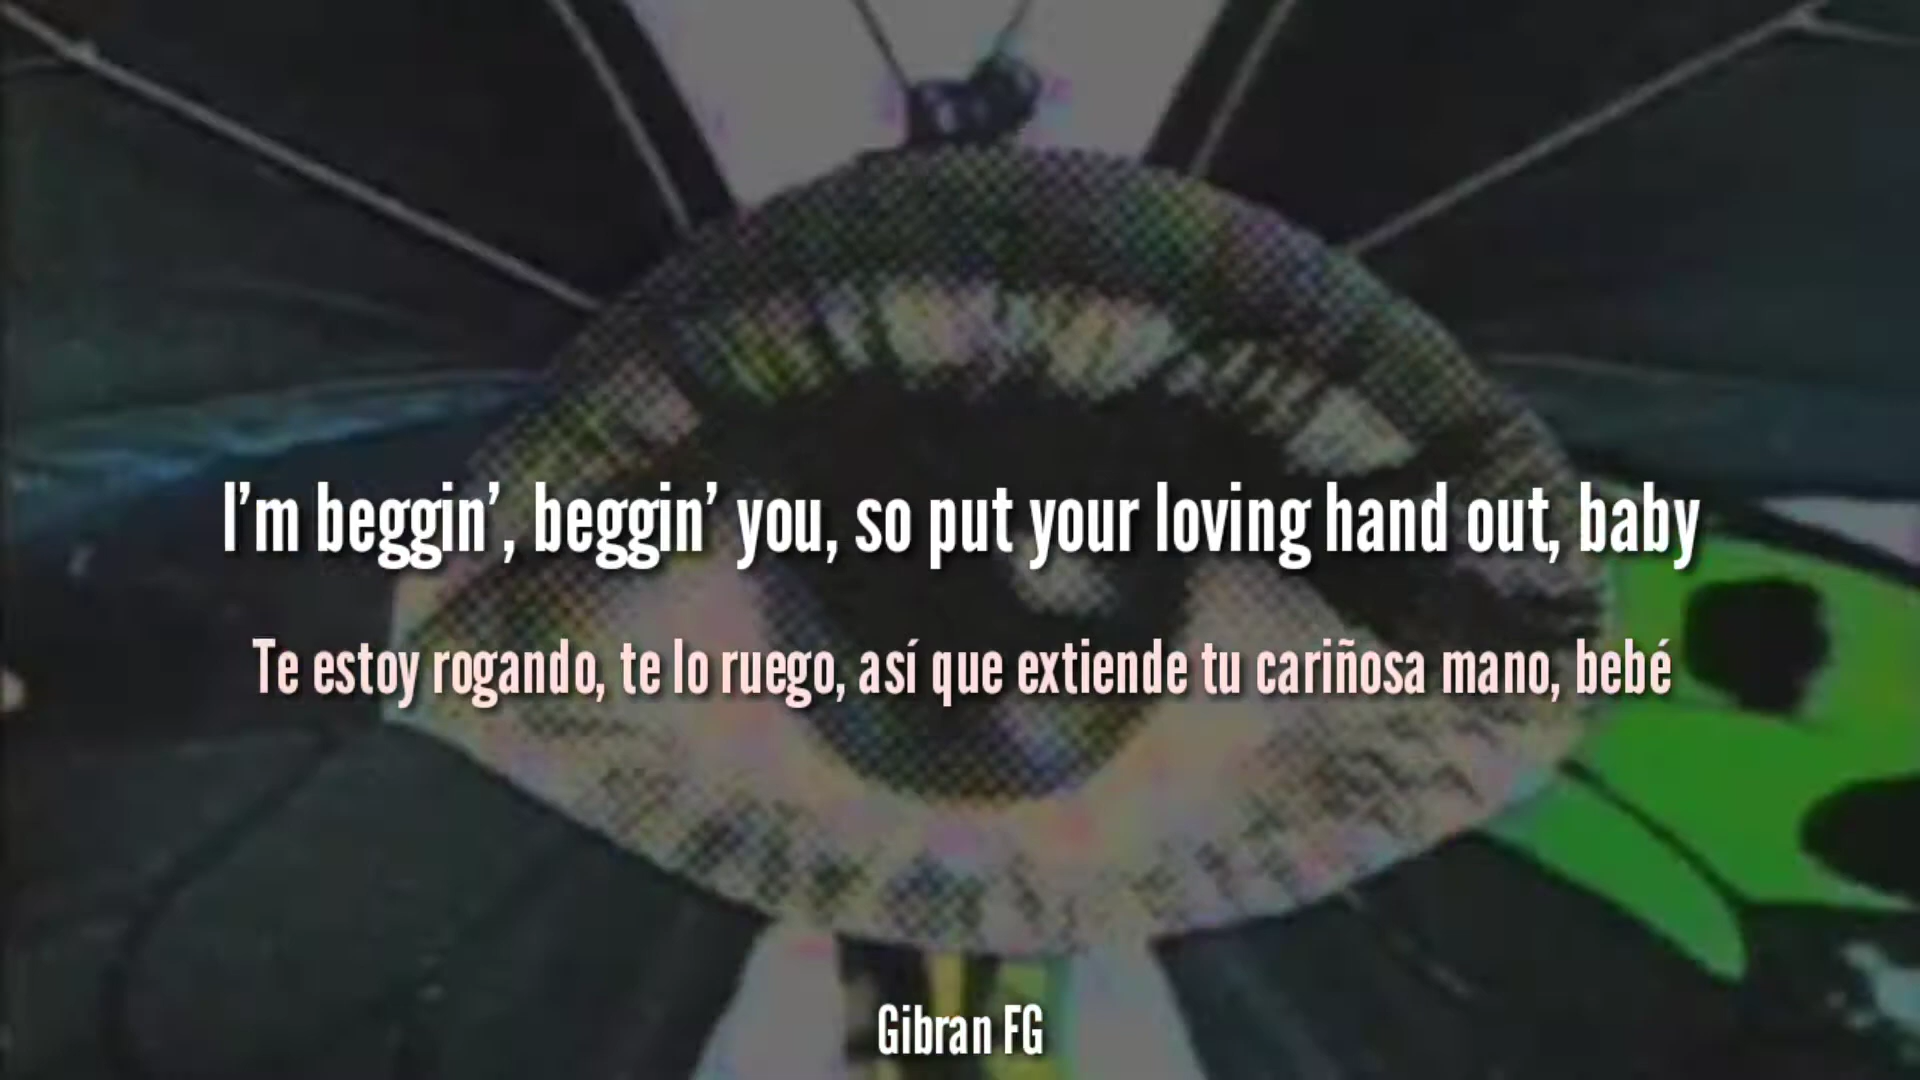 I'm beggin', beggin' you, so put your loving hand out, baby
Te estoy rogando, te lo ruego, así que extiende tu cariñosa mano, bebé
Gibran FG